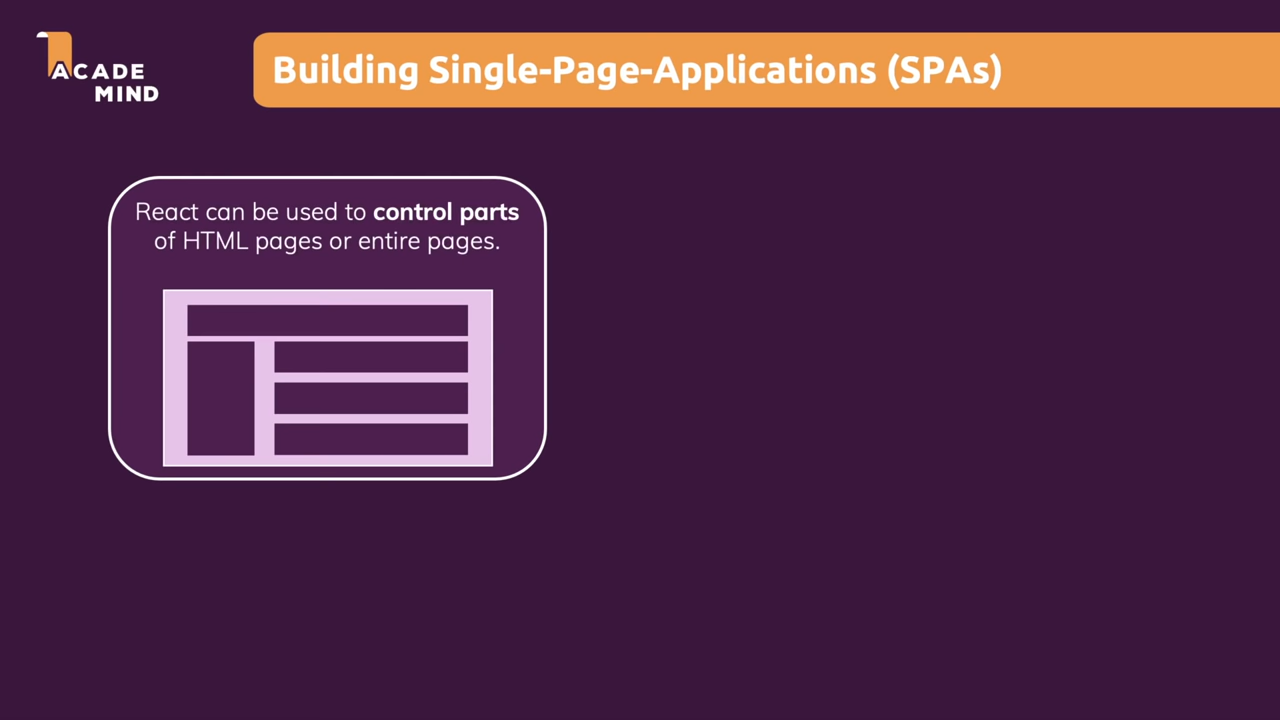 ACADE
MIND
Building Single-Page-Applications (SPAs)
React can be used to control parts
of HTML pages or entire pages.